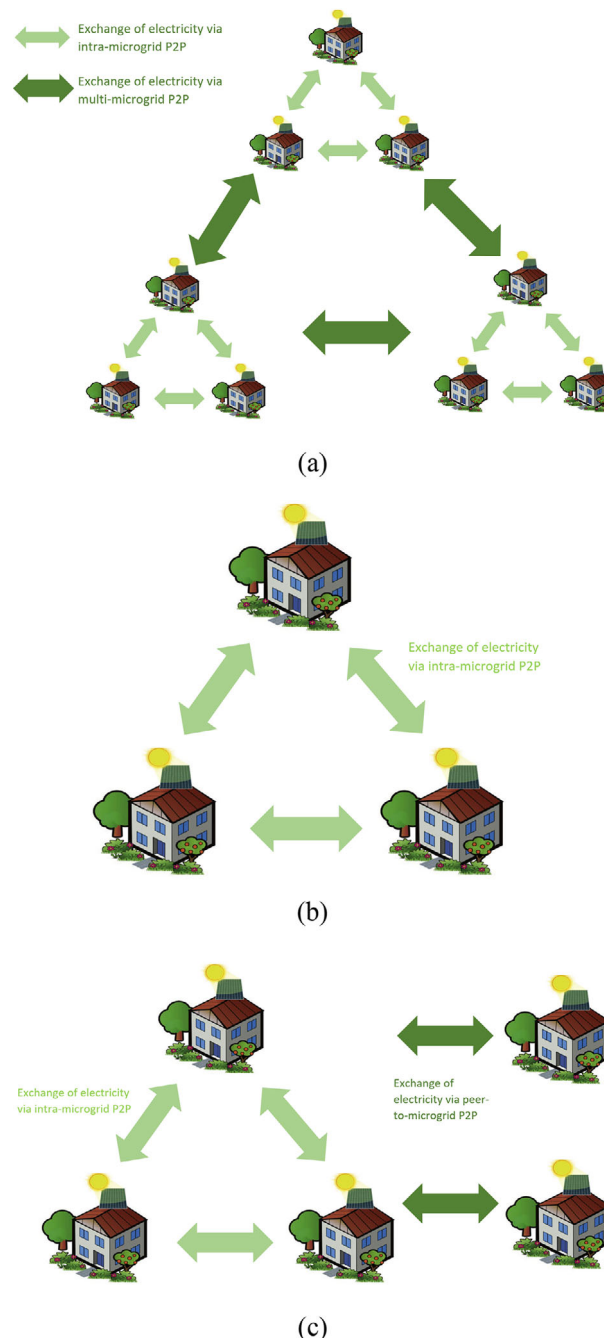 Exchange of electricity via
intra-microgrid P2P
Exchange of electricity via
multi-microgrid P2P
(a)
Exchange of electricity
via intra-microgrid P2P
(b)
Exchange of electricity
via intra-microgrid P2P
Exchange of
electricity via peer-
to-microgrid P2P
(c)